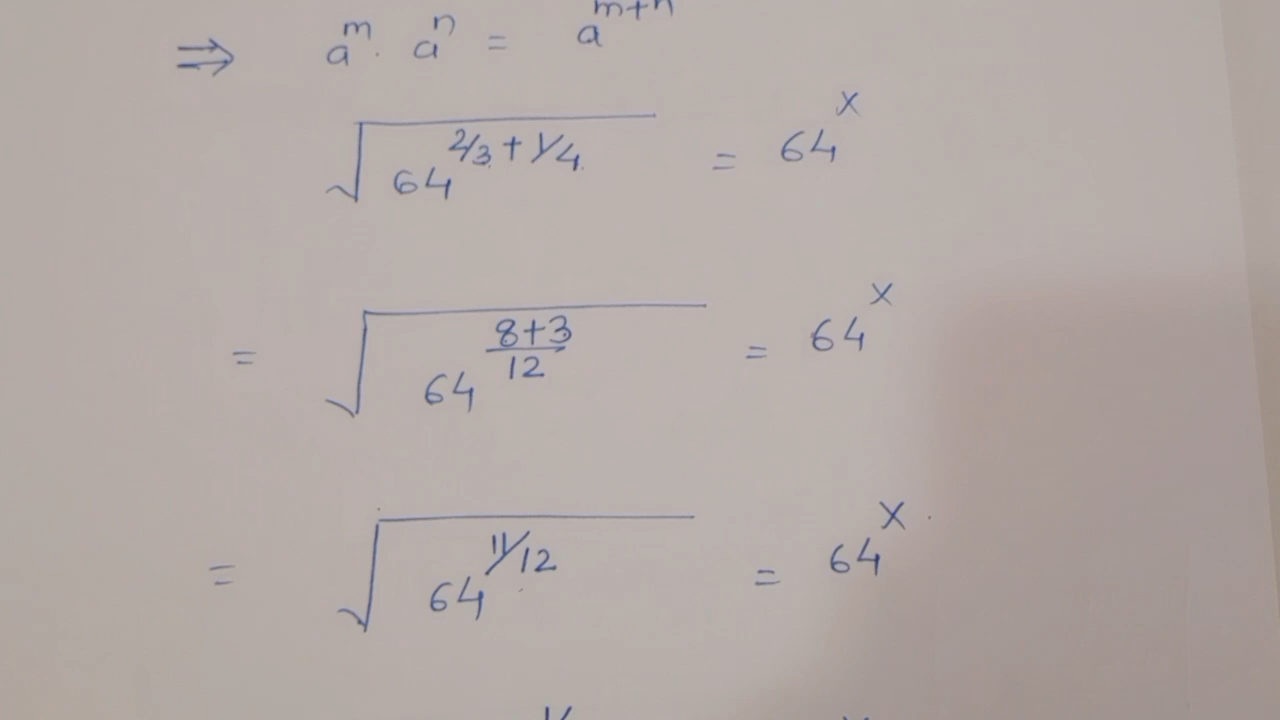 ⇒ a^m · a^n = a^(m+n)
√(64^(2/3 + 1/4)) = 64^x
= √(64^((8+3)/12)) = 64^x
= √(64^(11/12)) = 64^x